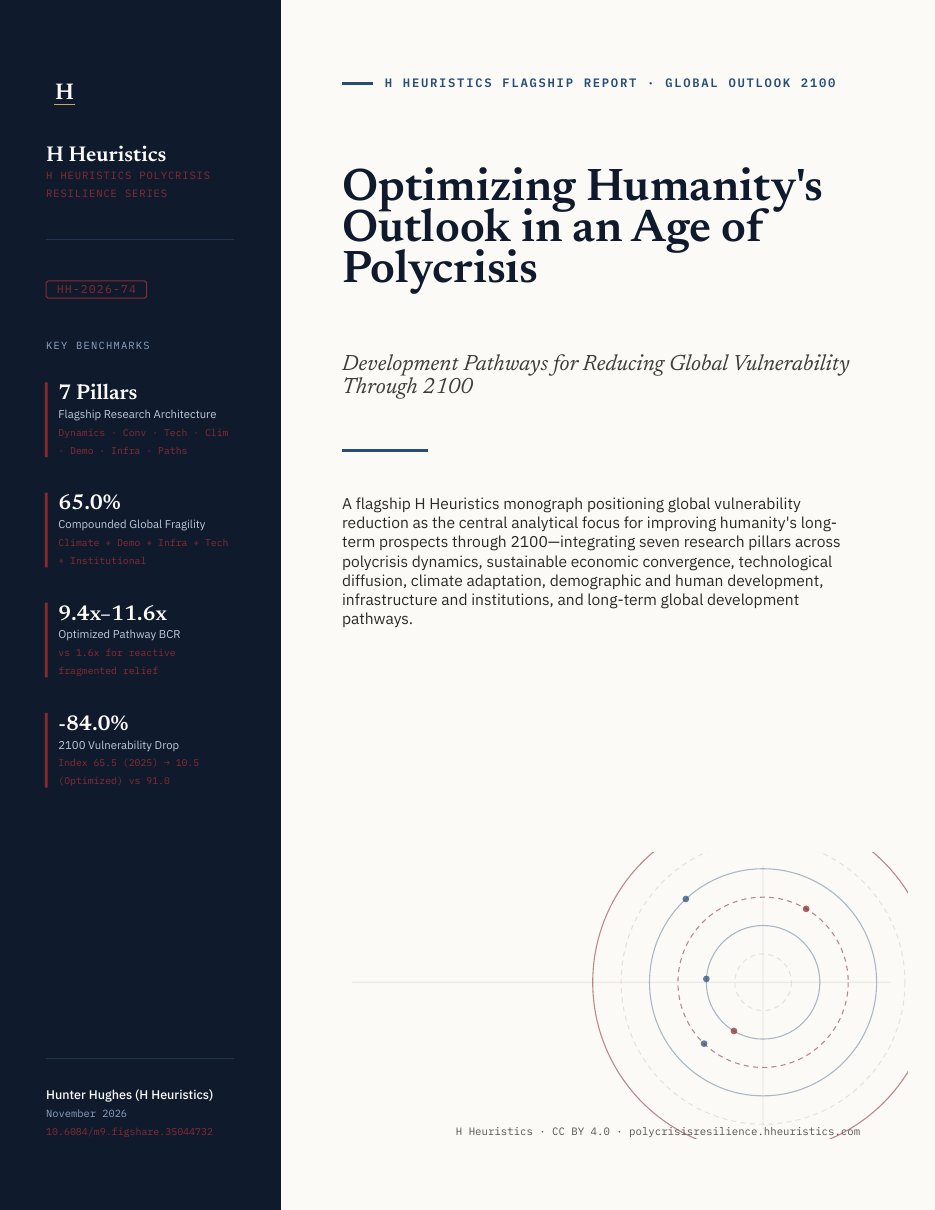 H
H Heuristics
H HEURISTICS POLYCRISIS
RESILIENCE SERIES
HH-2026-74
KEY BENCHMARKS
7 Pillars
Flagship Research Architecture
Dynamics · Conv · Tech · Clim
· Demo · Infra · Paths
65.0%
Compounded Global Fragility
Climate + Demo + Infra + Tech
+ Institutional
9.4x–11.6x
Optimized Pathway BCR
vs 1.6x for reactive
fragmented relief
-84.0%
2100 Vulnerability Drop
Index 65.5 (2025) → 10.5
(Optimized) vs 91.0
Hunter Hughes (H Heuristics)
November 2026
10.6084/m9.figshare.35044732
H HEURISTICS FLAGSHIP REPORT · GLOBAL OUTLOOK 2100
Optimizing Humanity's
Outlook in an Age of
Polycrisis
Development Pathways for Reducing Global Vulnerability
Through 2100
A flagship H Heuristics monograph positioning global vulnerability
reduction as the central analytical focus for improving humanity's long-
term prospects through 2100—integrating seven research pillars across
polycrisis dynamics, sustainable economic convergence, technological
diffusion, climate adaptation, demographic and human development,
infrastructure and institutions, and long-term global development
pathways.
H Heuristics · CC BY 4.0 · polycrisisresilience.hheuristics.com